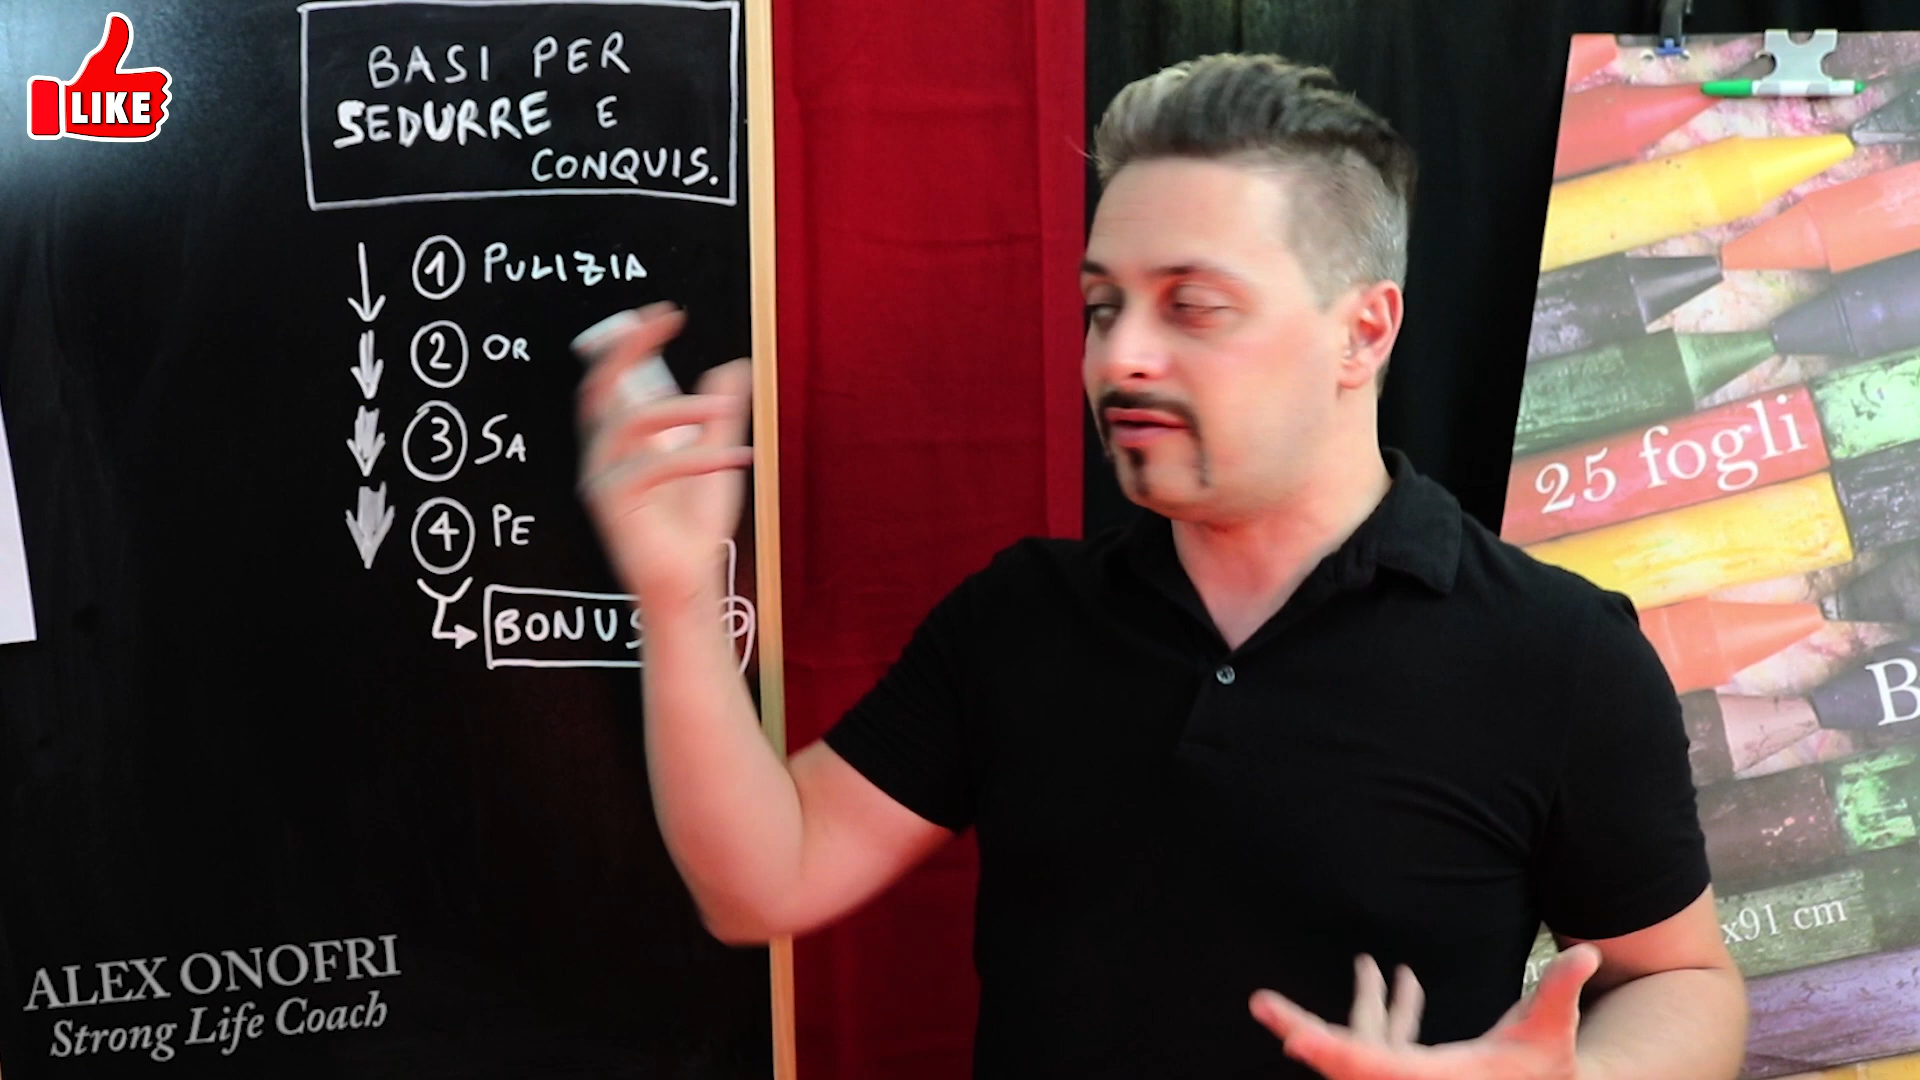 LIKE
BASI PER
SEDURRE E
CONQUIS.
1 PULIZIA
2 OR
3 SA
4 PE
BONUS
25 fogli
B
x91 cm
ALEX ONOFRI
Strong Life Coach